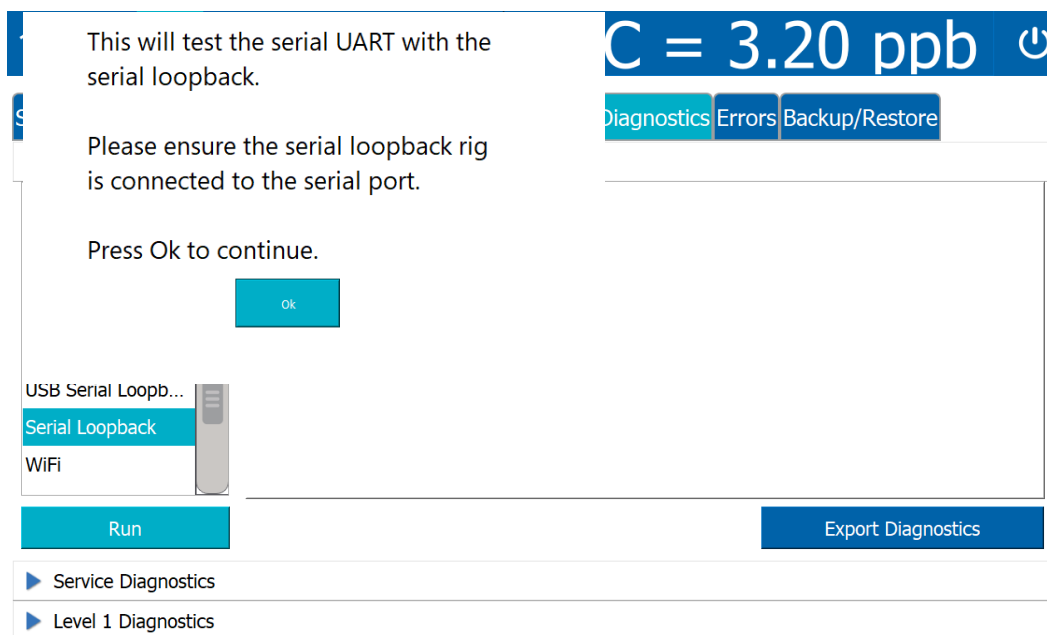 This will test the serial UART with the
serial loopback.
Please ensure the serial loopback rig
is connected to the serial port.
Press Ok to continue.
Ok
C = 3.20 ppb
Diagnostics Errors Backup/Restore
USB Serial Loopb...
Serial Loopback
WiFi
Run
Export Diagnostics
Service Diagnostics
Level 1 Diagnostics